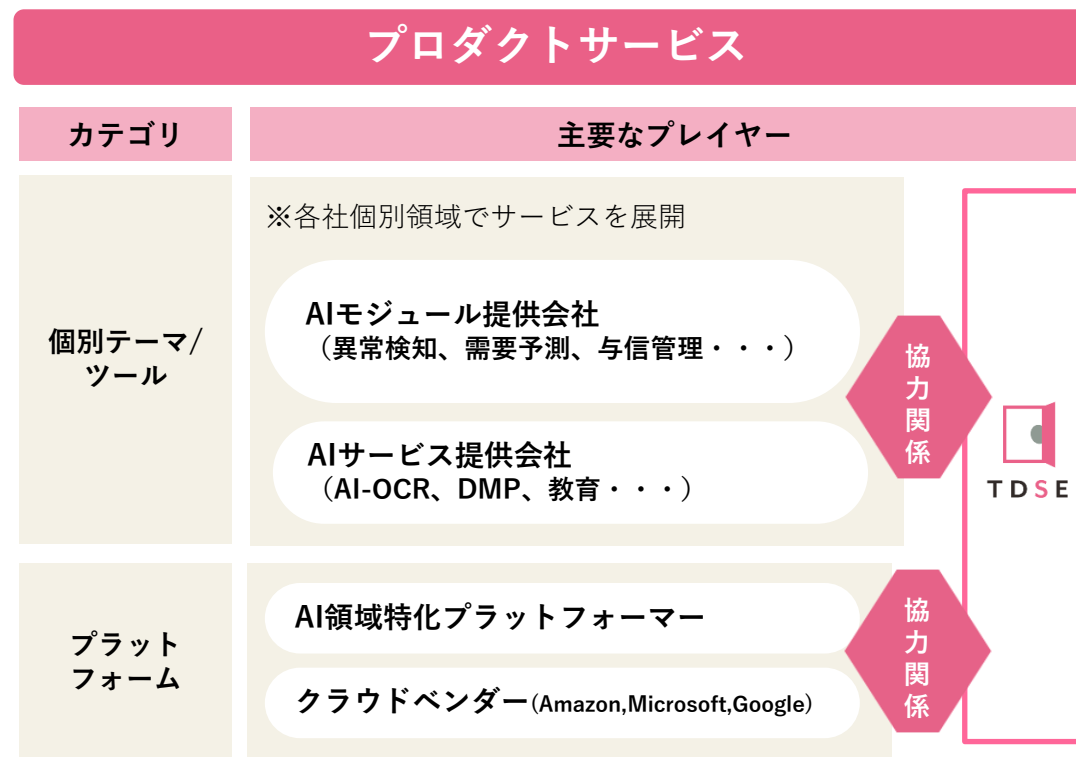 プロダクトサービス
カテゴリ
主要なプレイヤー
個別テーマ/
ツール
※各社個別領域でサービスを展開
AIモジュール提供会社
（異常検知、需要予測、与信管理・・・）
AIサービス提供会社
（AI-OCR、DMP、教育・・・）
協力関係
TDSE
プラット
フォーム
AI領域特化プラットフォーマー
クラウドベンダー(Amazon,Microsoft,Google)
協力関係